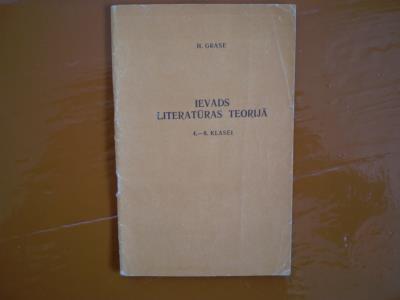 H. GRASE
IEVADS
LITERATŪRAS TEORIJĀ
4.—8. KLASEI